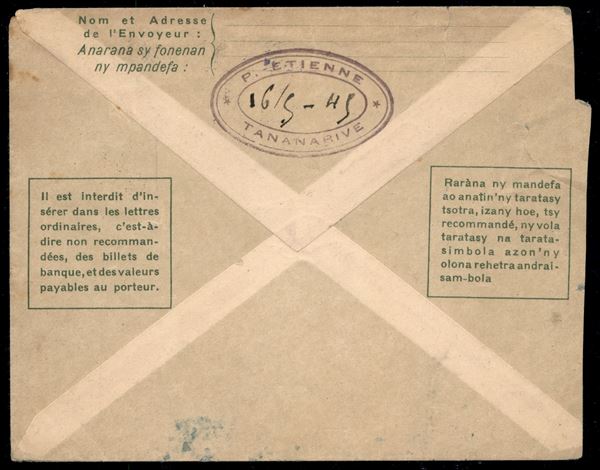 Nom et Adresse
de l'Envoyeur :
Anarana sy fonenan
ny mpandefa :
P. ETIENNE
16/5 - 45
TANANARIVE
Il est interdit d'in-
sérer dans les lettres
ordinaires, c'est-à-
dire non recomman-
dées, des billets de
banque, et des valeurs
payables au porteur.
Raràna ny mandefa
ao anatin'ny taratasy
tsotra, izany hoe, tsy
recommandé, ny vola
taratasy na tarata-
simbola azon'ny
olona rehetra andrai-
sam-bola